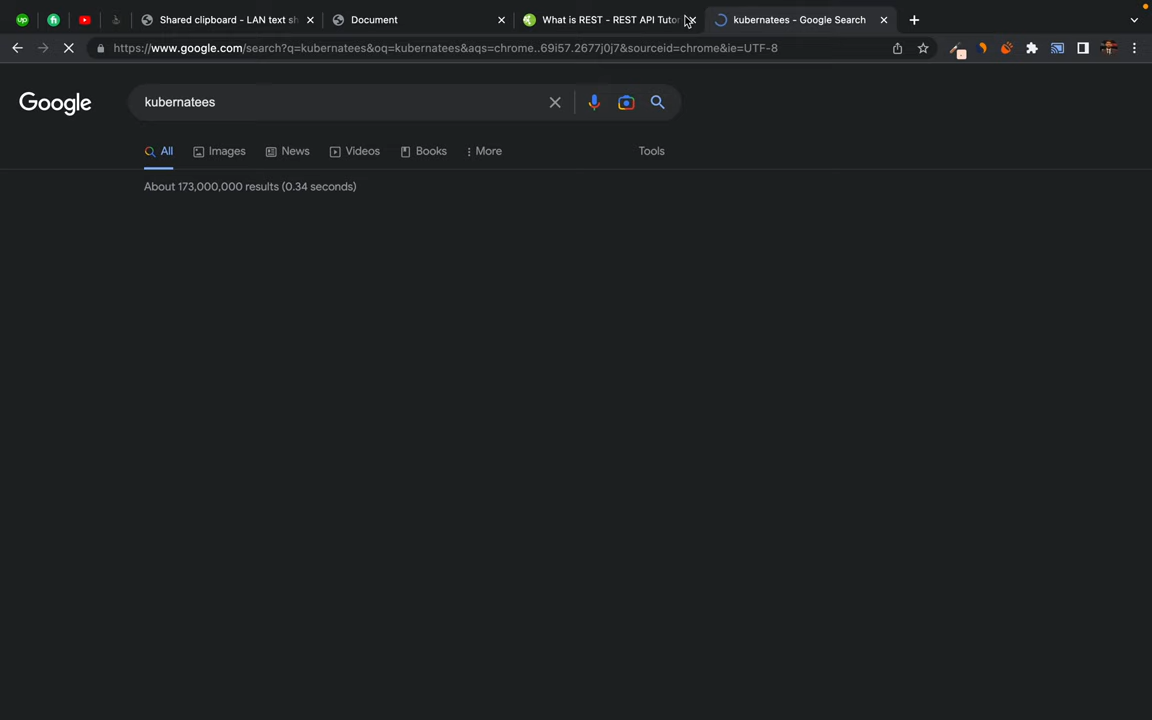 Shared clipboard - LAN text sh
Document
What is REST - REST API Tutor
kubernatees - Google Search
https://www.google.com/search?q=kubernatees&oq=kubernatees&aqs=chrome..69i57.2677j0j7&sourceid=chrome&ie=UTF-8
Google
kubernatees
All
Images
News
Videos
Books
More
Tools
About 173,000,000 results (0.34 seconds)